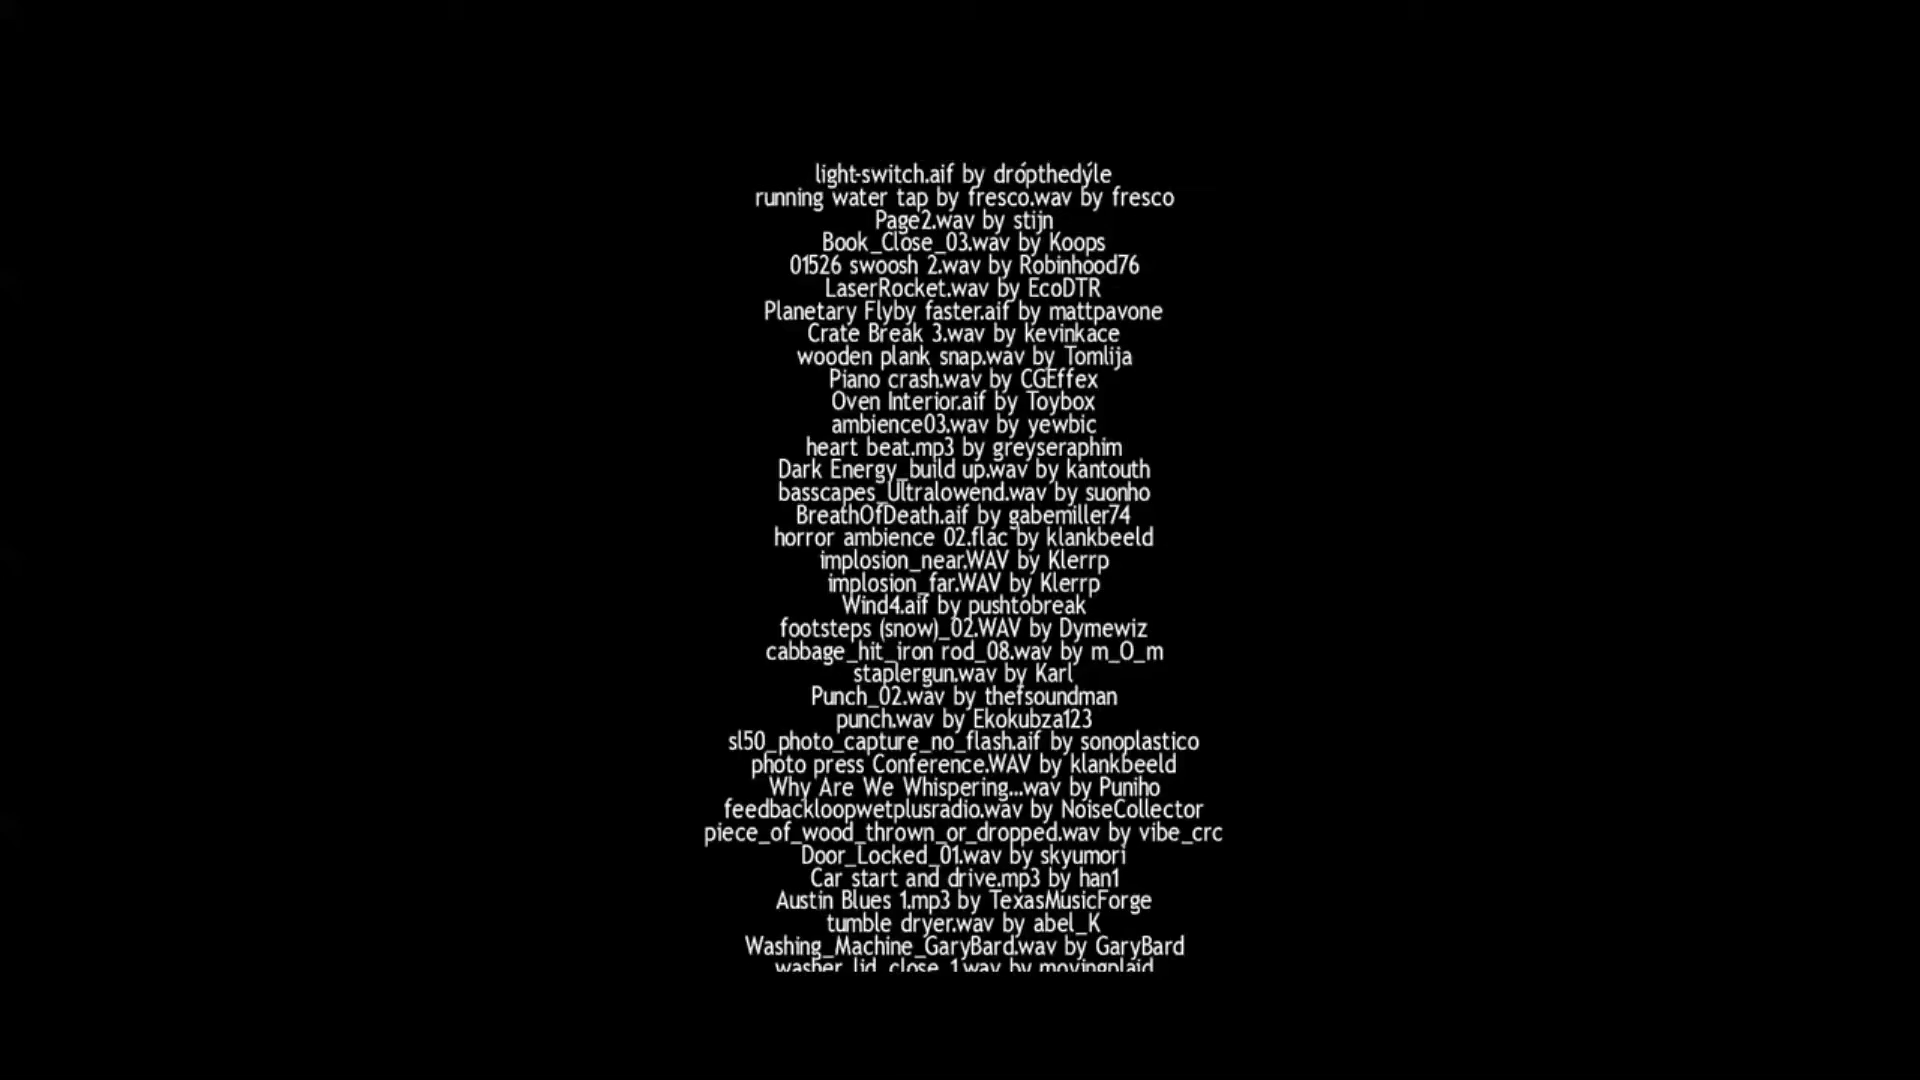 light-switch.aif by drópthedýle
running water tap by fresco.wav by fresco
Page2.wav by stijn
Book_Close_03.wav by Koops
01526 swoosh 2.wav by Robinhood76
LaserRocket.wav by EcoDTR
Planetary Flyby faster.aif by mattpavone
Crate Break 3.wav by kevinkace
wooden plank snap.wav by Tomlija
Piano crash.wav by CGEffex
Oven Interior.aif by Toybox
ambience03.wav by yewbic
heart beat.mp3 by greyseraphim
Dark Energy_build up.wav by kantouth
basscapes_Ultralowend.wav by suonho
BreathOfDeath.aif by gabemiller74
horror ambience 02.flac by klankbeeld
implosion_near.WAV by Klerrp
implosion_far.WAV by Klerrp
Wind4.aif by pushtobreak
footsteps (snow)_02.WAV by Dymewiz
cabbage_hit_iron rod_08.wav by m_O_m
staplergun.wav by Karl
Punch_02.wav by thefsoundman
punch.wav by Ekokubza123
sl50_photo_capture_no_flash.aif by sonoplastico
photo press Conference.WAV by klankbeeld
Why Are We Whispering...wav by Puniho
feedbackloopwetplusradio.wav by NoiseCollector
piece_of_wood_thrown_or_dropped.wav by vibe_crc
Door_Locked_01.wav by skyumori
Car start and drive.mp3 by han1
Austin Blues 1.mp3 by TexasMusicForge
tumble dryer.wav by abel_K
Washing_Machine_GaryBard.wav by GaryBard
washer_lid_close_1.wav by movingplaid